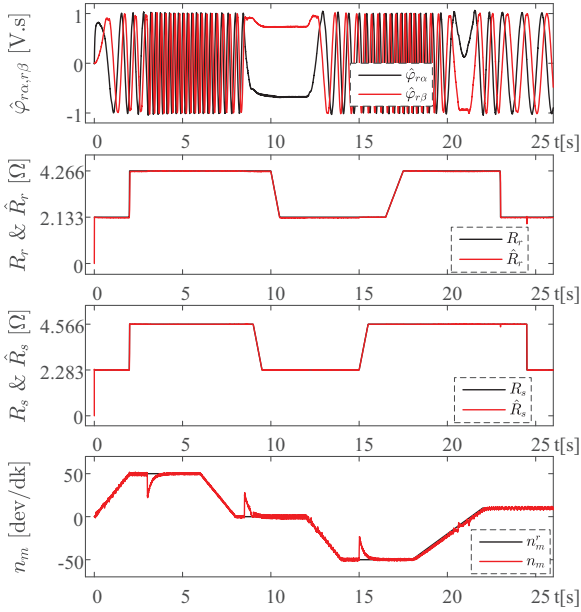 φ̂rα,rβ [V.s]
1
0
-1
φ̂rα
φ̂rβ
0 5 10 15 20 25 t[s]
Rr & R̂r [Ω]
4.266
2.133
0
Rr
R̂r
0 5 10 15 20 25 t[s]
Rs & R̂s [Ω]
4.566
2.283
0
Rs
R̂s
0 5 10 15 20 25 t[s]
nm [dev/dk]
50
0
-50
nʳm
nm
0 5 10 15 20 25 t[s]